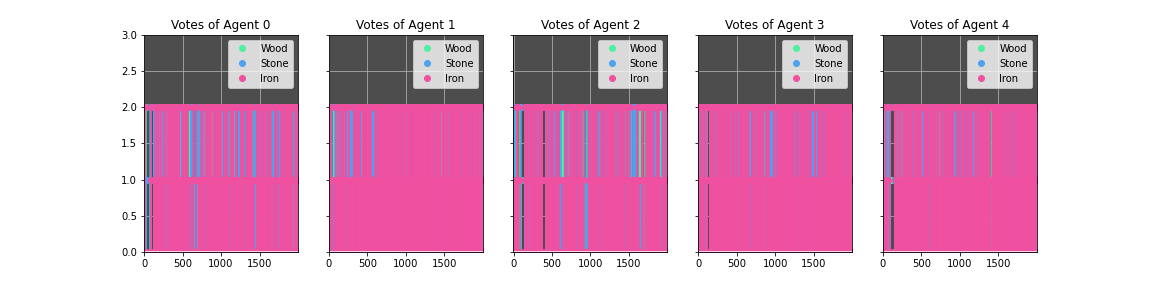 Votes of Agent 0
Votes of Agent 1
Votes of Agent 2
Votes of Agent 3
Votes of Agent 4
3.0
2.5
2.0
1.5
1.0
0.5
0.0
Wood
Stone
Iron
Wood
Stone
Iron
Wood
Stone
Iron
Wood
Stone
Iron
Wood
Stone
Iron
0 500 1000 1500
0 500 1000 1500
0 500 1000 1500
0 500 1000 1500
0 500 1000 1500